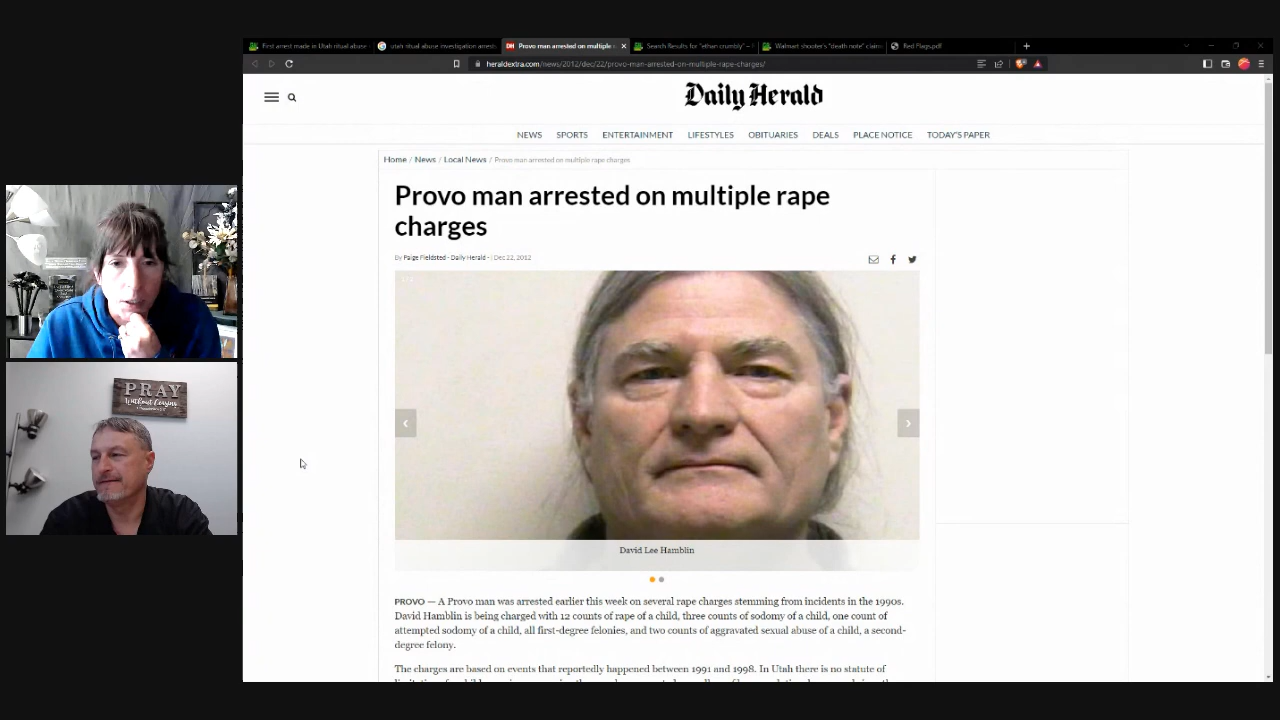 First arrest made in Utah ritual abuse
utah ritual abuse investigation arrests
DH Provo man arrested on multiple
Search Results for "ethan crumbly" –
Walmart shooter's "death note" claims
Red Flags.pdf
heraldextra.com/news/2012/dec/22/provo-man-arrested-on-multiple-rape-charges/
Daily Herald
NEWS SPORTS ENTERTAINMENT LIFESTYLES OBITUARIES DEALS PLACE NOTICE TODAY'S PAPER
Home / News / Local News / Provo man arrested on multiple rape charges
Provo man arrested on multiple rape
charges
By Paige Fieldsted - Daily Herald - | Dec 22, 2012
David Lee Hamblin
PROVO — A Provo man was arrested earlier this week on several rape charges stemming from incidents in the 1990s.
David Hamblin is being charged with 12 counts of rape of a child, three counts of sodomy of a child, one count of
attempted sodomy of a child, all first-degree felonies, and two counts of aggravated sexual abuse of a child, a second-
degree felony.
The charges are based on events that reportedly happened between 1991 and 1998. In Utah there is no statute of
PRAY
Without Ceasing